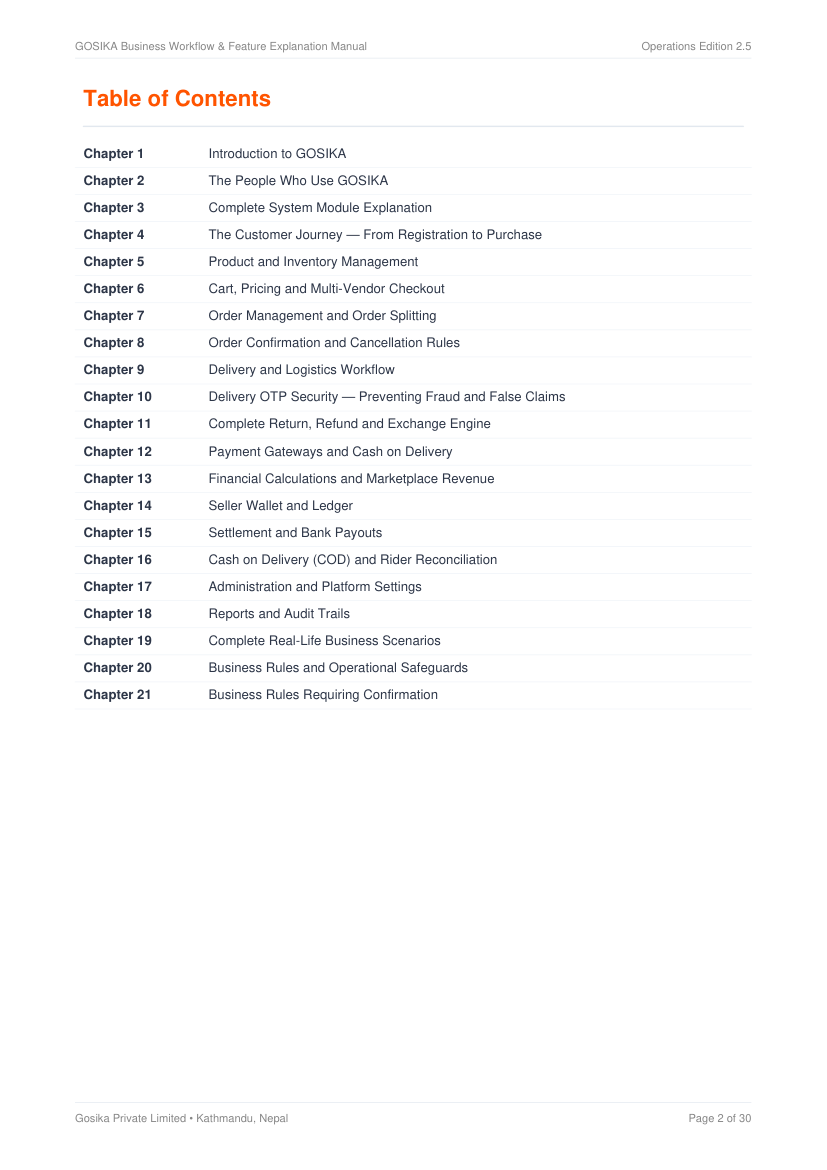 GOSIKA Business Workflow & Feature Explanation Manual Operations Edition 2.5
Table of Contents
Chapter 1 Introduction to GOSIKA
Chapter 2 The People Who Use GOSIKA
Chapter 3 Complete System Module Explanation
Chapter 4 The Customer Journey — From Registration to Purchase
Chapter 5 Product and Inventory Management
Chapter 6 Cart, Pricing and Multi-Vendor Checkout
Chapter 7 Order Management and Order Splitting
Chapter 8 Order Confirmation and Cancellation Rules
Chapter 9 Delivery and Logistics Workflow
Chapter 10 Delivery OTP Security — Preventing Fraud and False Claims
Chapter 11 Complete Return, Refund and Exchange Engine
Chapter 12 Payment Gateways and Cash on Delivery
Chapter 13 Financial Calculations and Marketplace Revenue
Chapter 14 Seller Wallet and Ledger
Chapter 15 Settlement and Bank Payouts
Chapter 16 Cash on Delivery (COD) and Rider Reconciliation
Chapter 17 Administration and Platform Settings
Chapter 18 Reports and Audit Trails
Chapter 19 Complete Real-Life Business Scenarios
Chapter 20 Business Rules and Operational Safeguards
Chapter 21 Business Rules Requiring Confirmation
Gosika Private Limited • Kathmandu, Nepal Page 2 of 30